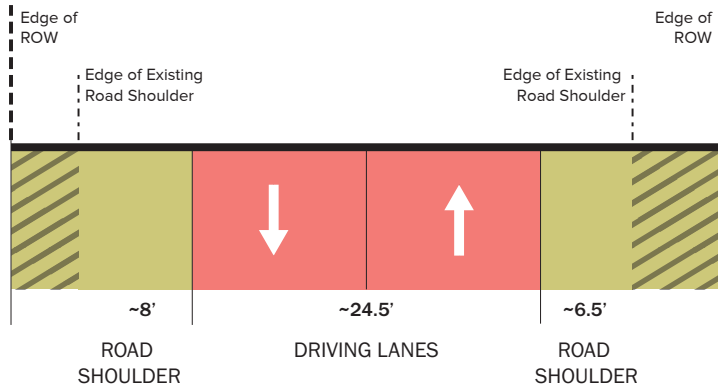 Edge of
ROW
Edge of
ROW
Edge of Existing
Road Shoulder
Edge of Existing
Road Shoulder
~8’
~24.5’
~6.5’
ROAD
SHOULDER
DRIVING LANES
ROAD
SHOULDER